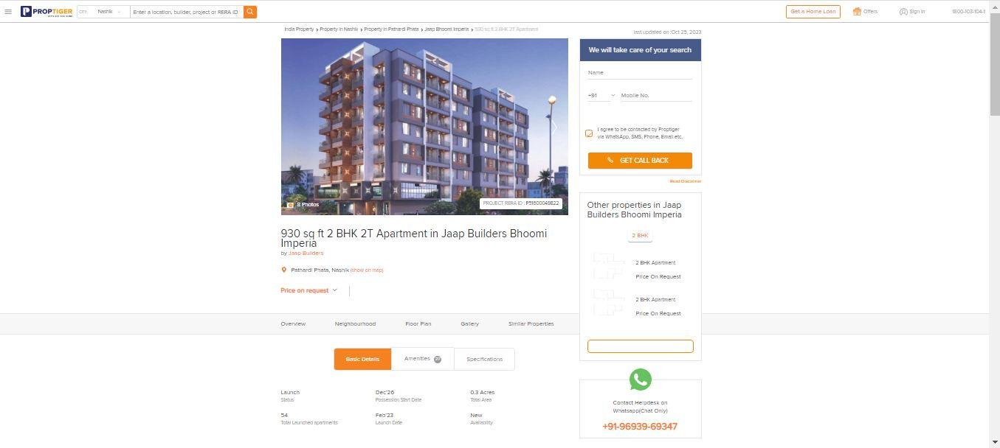 PROPTIGER
CITY: Nashik
Enter a location, builder, project or RERA ID
Get a Home Loan
Offers
Sign In
1800-103-104-1
India Property > Property in Nashik > Property in Pathardi Phata > Jaap Bhoomi Imperia > 930 sq ft 2 BHK 2T Apartment
last updated on :Oct 25, 2023
8 Photos
PROJECT RERA ID : P51600049822
930 sq ft 2 BHK 2T Apartment in Jaap Builders Bhoomi
Imperia
by Jaap Builders
Pathardi Phata, Nashik (show on map)
Price on request
We will take care of your search
Name
+91 Mobile No.
I agree to be contacted by Proptiger
via WhatsApp, SMS, Phone, Email etc.
GET CALL BACK
Read Disclaimer
Other properties in Jaap
Builders Bhoomi Imperia
2 BHK
2 BHK Apartment
Price On Request
2 BHK Apartment
Price On Request
Overview
Neighbourhood
Floor Plan
Gallery
Similar Properties
Basic Details
Amenities 27
Specifications
Launch
Status
Dec'26
Possession Start Date
0.3 Acres
Total Area
54
Total Launched apartments
Feb'23
Launch Date
New
Availability
Contact Helpdesk on
Whatsapp(Chat Only)
+91-96939-69347